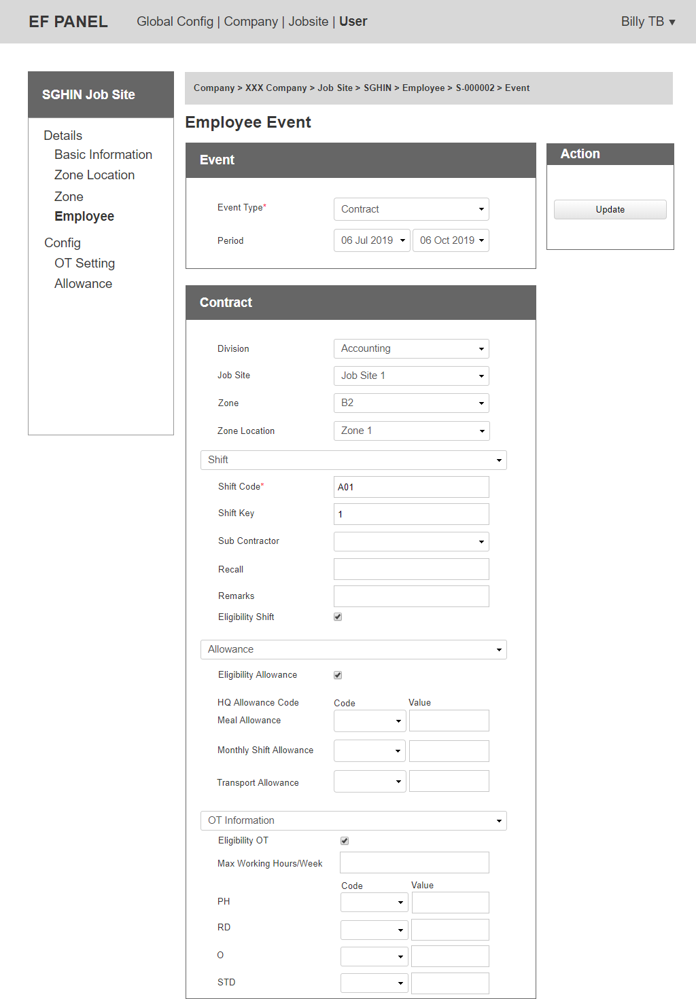 EF PANEL Global Config | Company | Jobsite | User Billy TB ▼
SGHIN Job Site
Details
Basic Information
Zone Location
Zone
Employee
Config
OT Setting
Allowance
Company > XXX Company > Job Site > SGHIN > Employee > S-000002 > Event
Employee Event
Event
Event Type* Contract
Period 06 Jul 2019 06 Oct 2019
Action
Update
Contract
Division Accounting
Job Site Job Site 1
Zone B2
Zone Location Zone 1
Shift
Shift Code* A01
Shift Key 1
Sub Contractor
Recall
Remarks
Eligibility Shift
Allowance
Eligibility Allowance
HQ Allowance Code Code Value
Meal Allowance
Monthly Shift Allowance
Transport Allowance
OT Information
Eligibility OT
Max Working Hours/Week
Code Value
PH
RD
O
STD